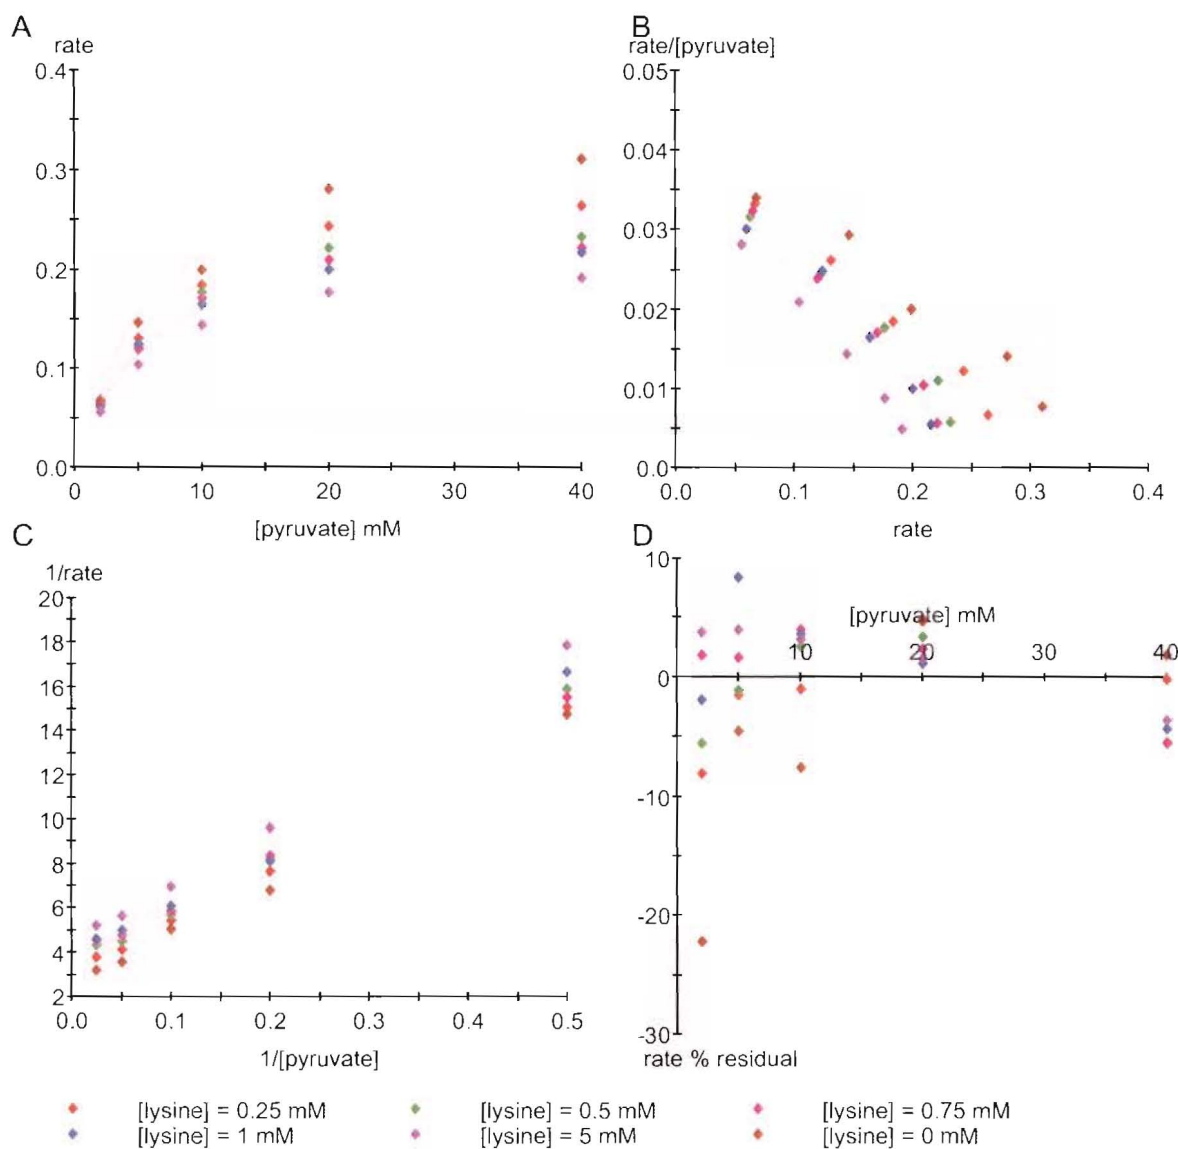 A
rate
0.4
0.3
0.2
0.1
0.0
0 10 20 30 40
[pyruvate] mM
B
rate/[pyruvate]
0.05
0.04
0.03
0.02
0.01
0.0
0.0 0.1 0.2 0.3 0.4
rate
C
1/rate
20
18
16
14
12
10
8
6
4
2
0.0 0.1 0.2 0.3 0.4 0.5
1/[pyruvate]
D
10
[pyruvate] mM
10 20 30 40
0
-10
-20
-30
rate % residual
[lysine] = 0.25 mM [lysine] = 0.5 mM [lysine] = 0.75 mM
[lysine] = 1 mM [lysine] = 5 mM [lysine] = 0 mM